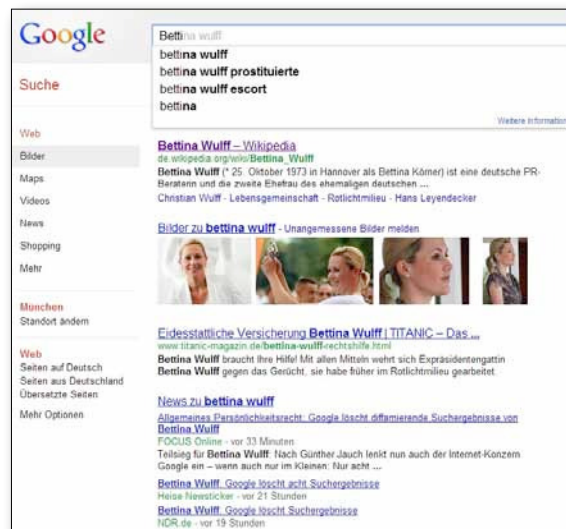 Google
Betti na wulff
bettina wulff
bettina wulff prostituierte
bettina wulff escort
bettina
Weitere Information
Suche
Web
Bilder
Maps
Videos
News
Shopping
Mehr
München
Standort ändern
Web
Seiten auf Deutsch
Seiten aus Deutschland
Übersetzte Seiten
Mehr Optionen
Bettina Wulff – Wikipedia
de.wikipedia.org/wiki/Bettina_Wulff
Bettina Wulff (* 25. Oktober 1973 in Hannover als Bettina Körner) ist eine deutsche PR-
Beraterin und die zweite Ehefrau des ehemaligen deutschen ...
Christian Wulff - Lebensgemeinschaft - Rotlichtmilieu - Hans Leyendecker
Bilder zu bettina wulff - Unangemessene Bilder melden
Eidesstattliche Versicherung Bettina Wulff | TITANIC – Das ...
www.titanic-magazin.de/bettina-wulff-rechtshilfe.html
Bettina Wulff braucht Ihre Hilfe! Mit allen Mitteln wehrt sich Expräsidentengattin
Bettina Wulff gegen das Gerücht, sie habe früher im Rotlichtmilieu gearbeitet.
News zu bettina wulff
Allgemeines Persönlichkeitsrecht: Google löscht diffamierende Suchergebnisse von
Bettina Wulff
FOCUS Online - vor 33 Minuten
Teilsieg für Bettina Wulff: Nach Günther Jauch lenkt nun auch der Internet-Konzern
Google ein – wenn auch nur im Kleinen: Nur acht ...
Bettina Wulff: Google löscht acht Suchergebnisse
Heise Newsticker - vor 21 Stunden
Bettina Wulff: Google löscht Suchergebnisse
NDR.de - vor 19 Stunden